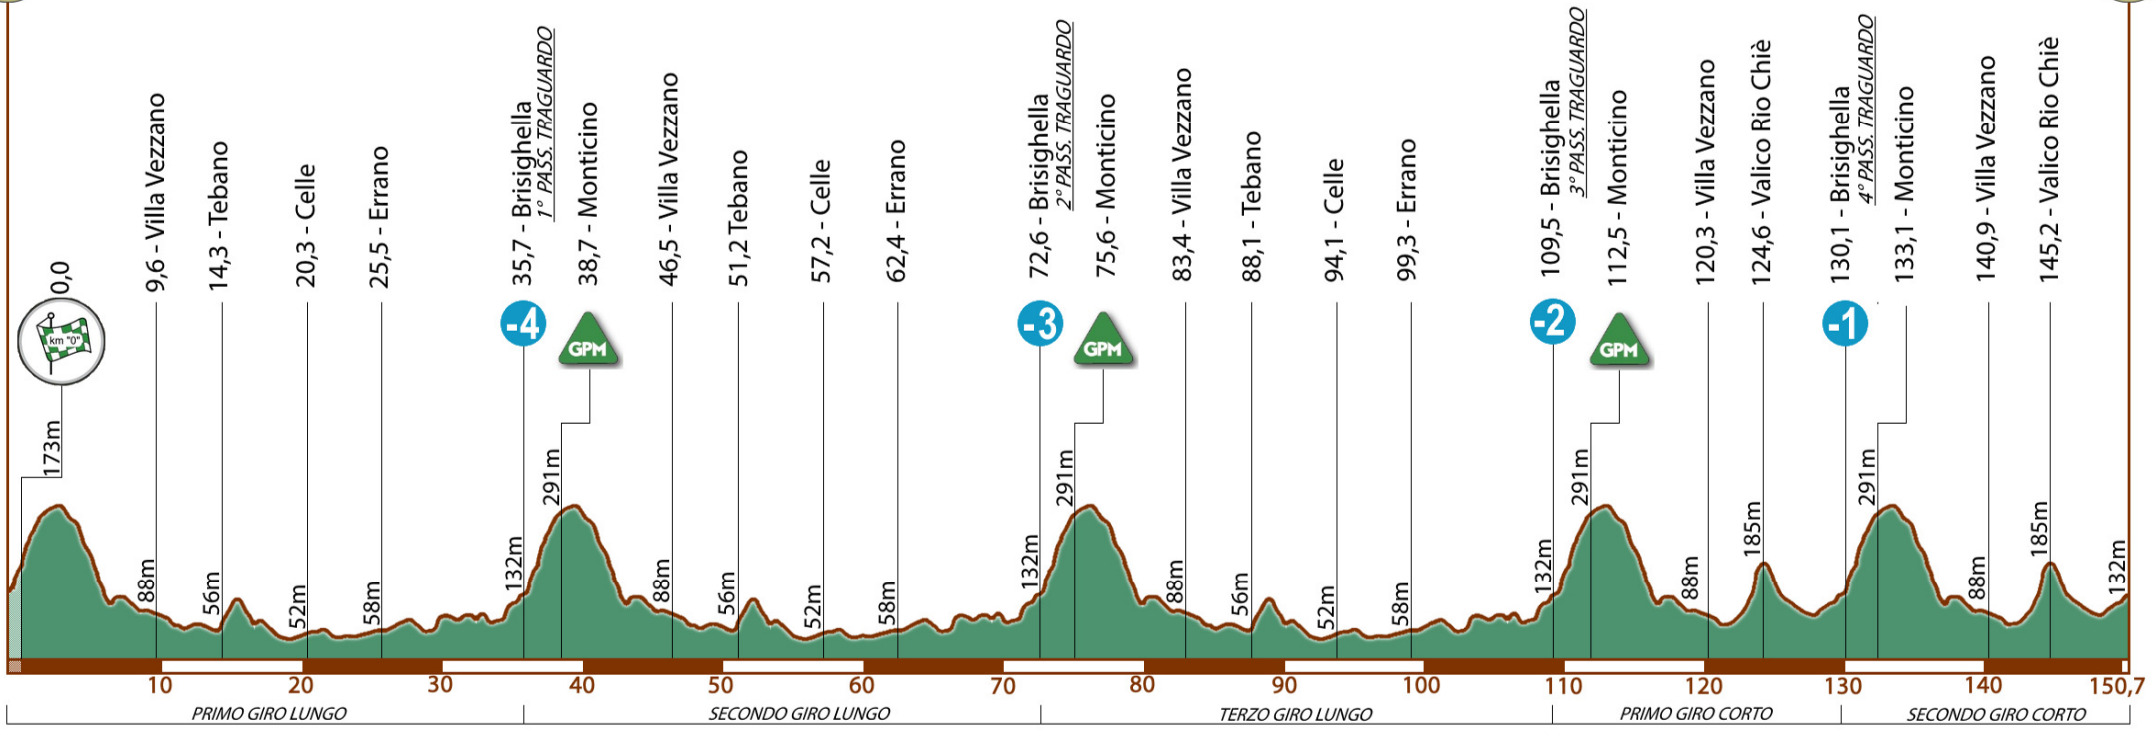 0,0
km "0"
9,6 - Villa Vezzano
14,3 - Tebano
20,3 - Celle
25,5 - Errano
35,7 - Brisighella
1° PASS. TRAGUARDO
38,7 - Monticino
46,5 - Villa Vezzano
51,2 Tebano
57,2 - Celle
62,4 - Errano
72,6 - Brisighella
2° PASS. TRAGUARDO
75,6 - Monticino
83,4 - Villa Vezzano
88,1 - Tebano
94,1 - Celle
99,3 - Errano
109,5 - Brisighella
3° PASS. TRAGUARDO
112,5 - Monticino
120,3 - Villa Vezzano
124,6 - Valico Rio Chiè
130,1 - Brisighella
4° PASS. TRAGUARDO
133,1 - Monticino
140,9 - Villa Vezzano
145,2 - Valico Rio Chiè
-4
GPM
-3
GPM
-2
GPM
-1
173m
88m
56m
52m
58m
132m
291m
88m
56m
52m
58m
132m
291m
88m
56m
52m
58m
132m
291m
88m
185m
291m
88m
185m
132m
10 20 30 40 50 60 70 80 90 100 110 120 130 140 150,7
PRIMO GIRO LUNGO
SECONDO GIRO LUNGO
TERZO GIRO LUNGO
PRIMO GIRO CORTO
SECONDO GIRO CORTO